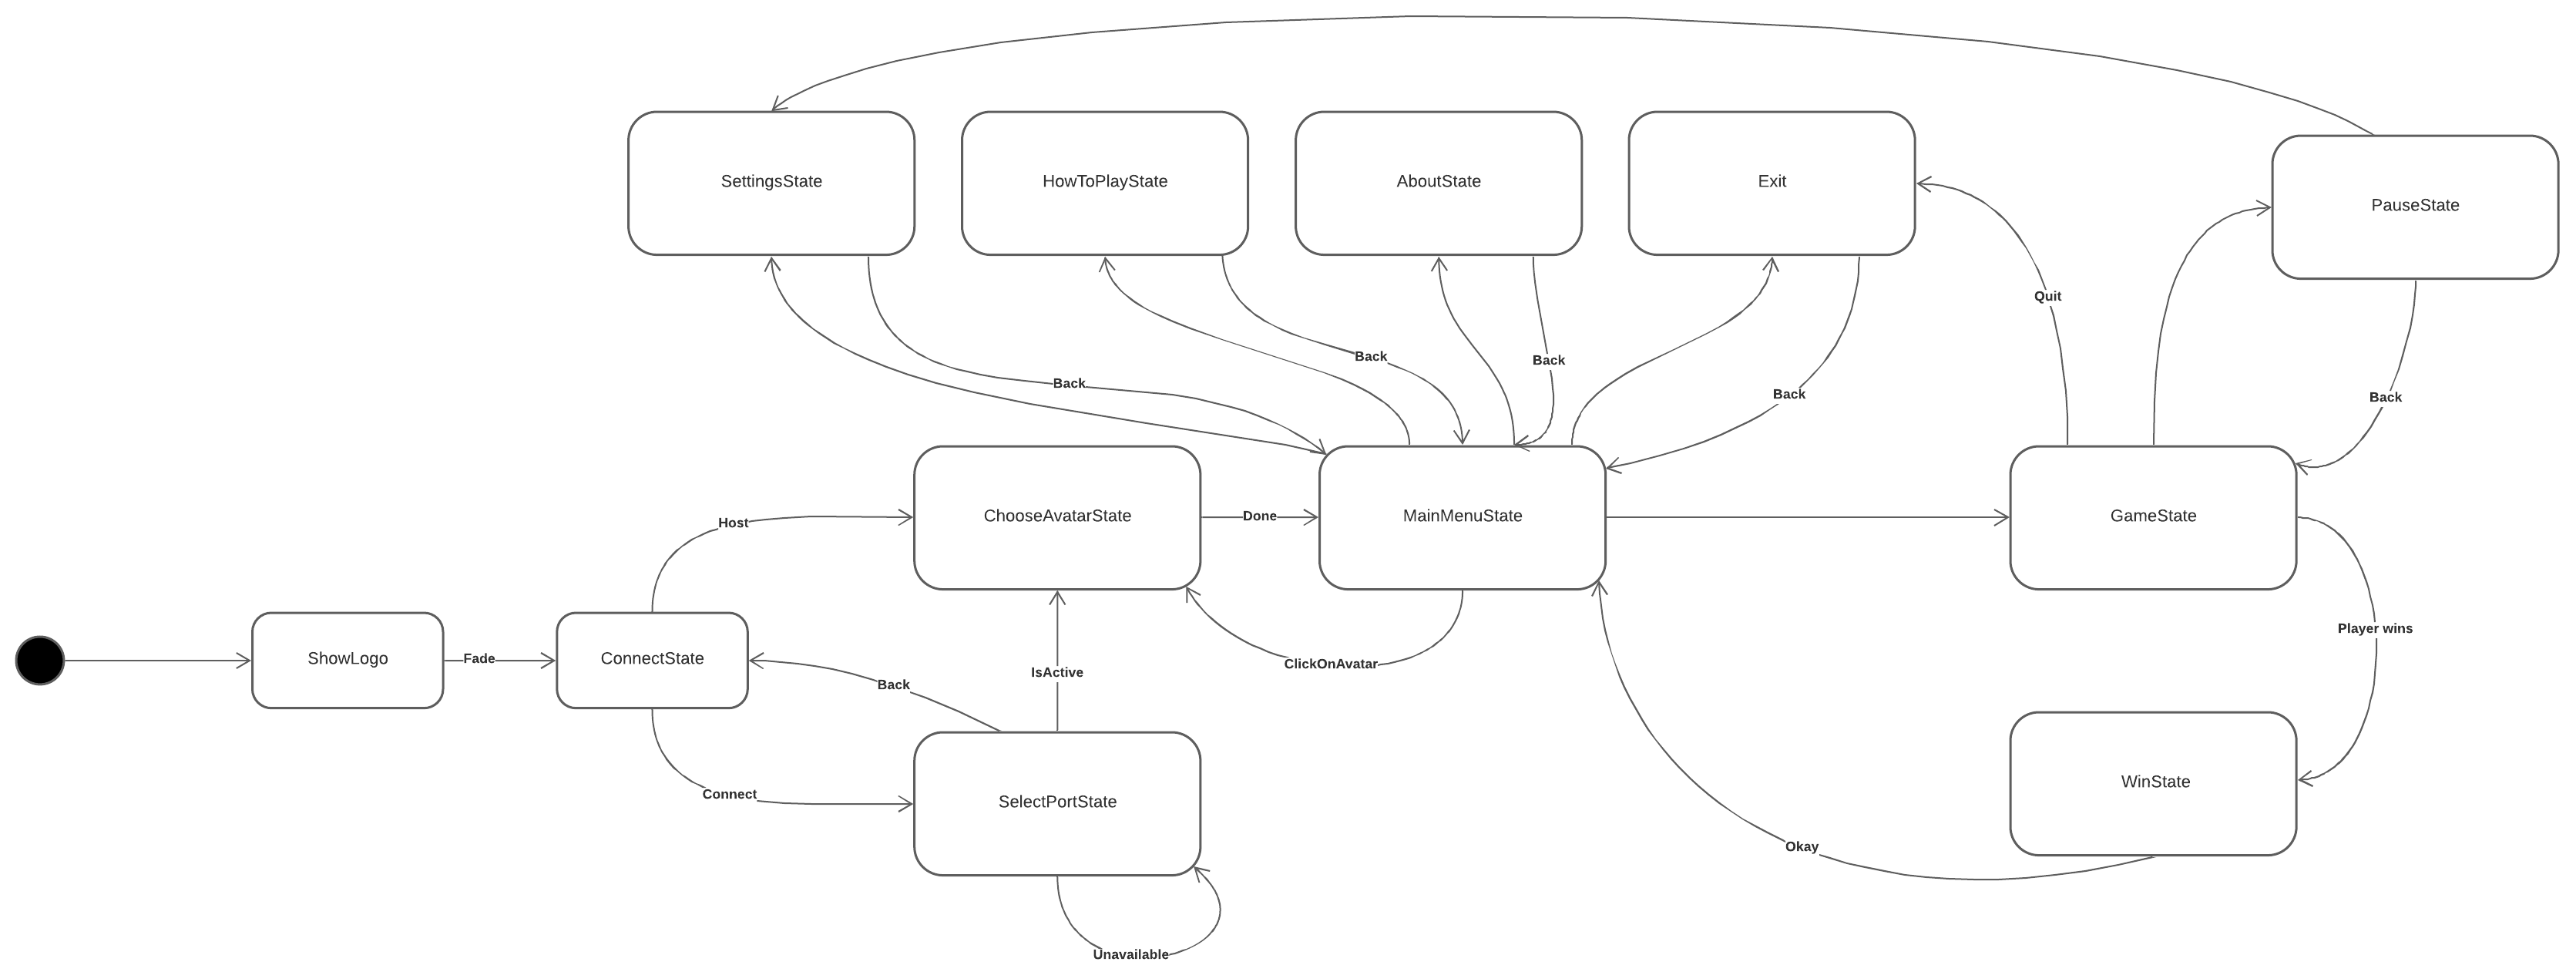 SettingsState
HowToPlayState
AboutState
Exit
PauseState
Quit
Back
Back
Back
Back
Back
ChooseAvatarState
Done
MainMenuState
GameState
Host
ShowLogo
Fade
ConnectState
IsActive
ClickOnAvatar
Player wins
Back
Connect
SelectPortState
WinState
Okay
Unavailable